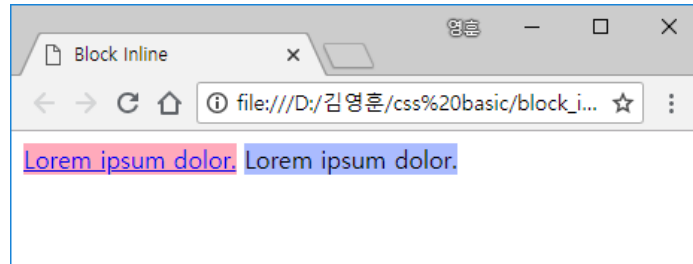 영훈
Block Inline
file:///D:/김영훈/css%20basic/block_i...
Lorem ipsum dolor. Lorem ipsum dolor.